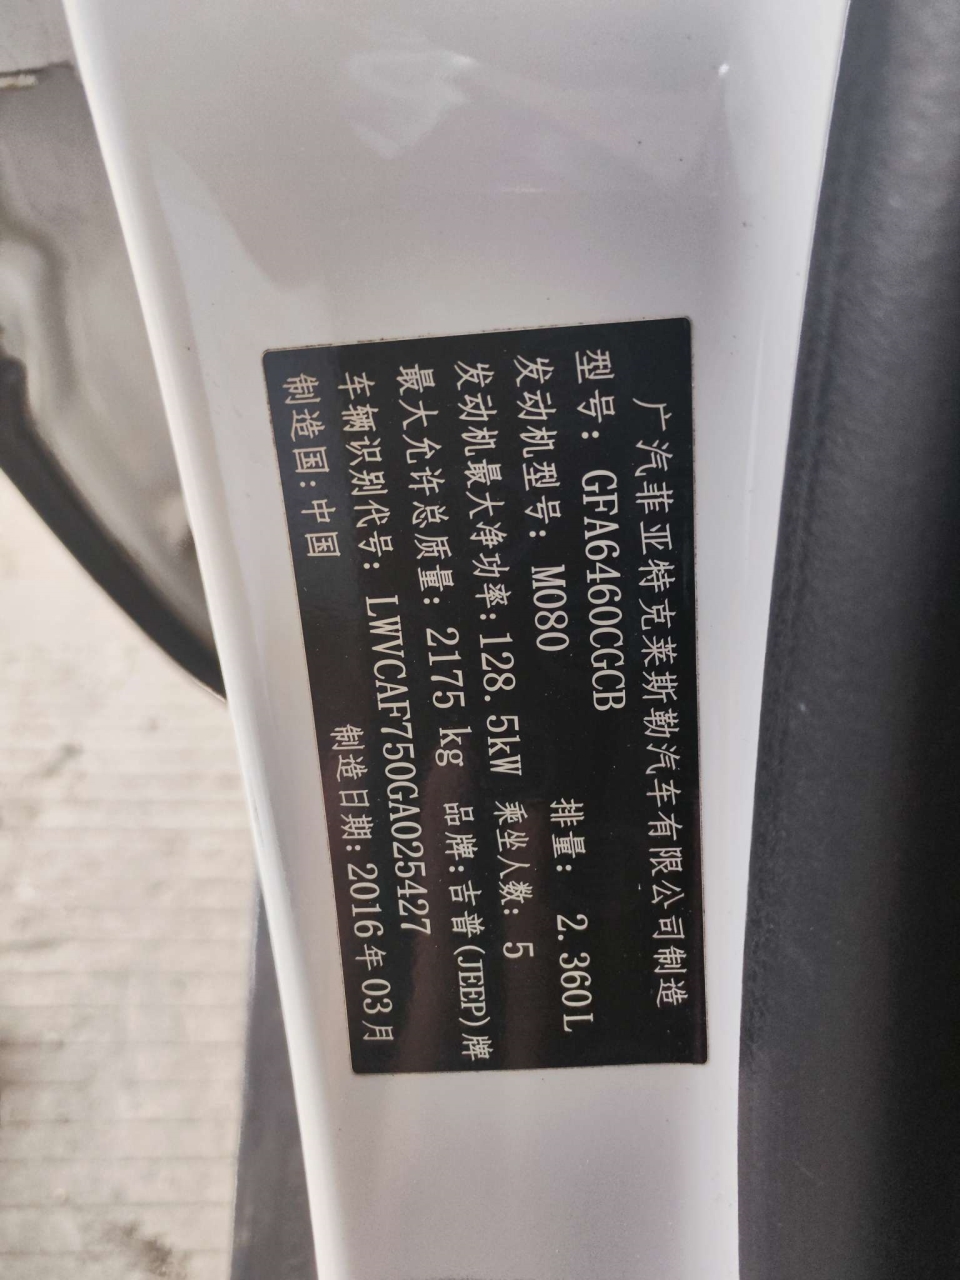 广汽菲亚特克莱斯勒汽车有限公司制造
型号: GFA6460CGCB
发动机型号: M080 排量: 2.360L
发动机最大净功率:128.5kW 乘坐人数: 5
最大允许总质量: 2175kg 品牌:吉普(JEEP)牌
车辆识别代号: LWVCAF750GA025427
制造国:中国 制造日期: 2016年03月